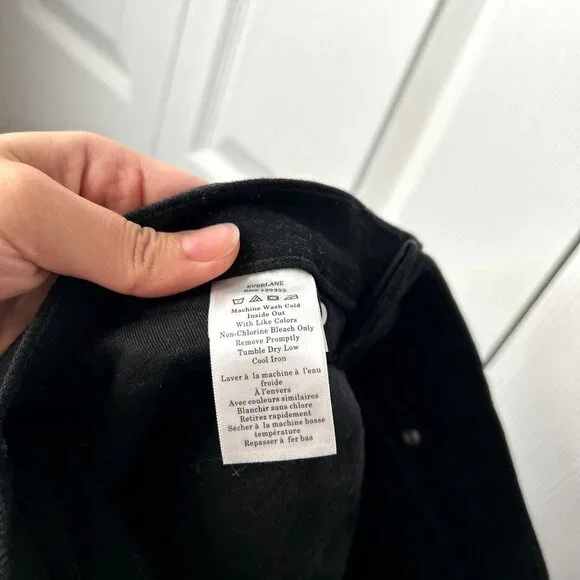 EVERLANE
RN# 139393
Machine Wash Cold
Inside Out
With Like Colors
Non-Chlorine Bleach Only
Remove Promptly
Tumble Dry Low
Cool Iron
Laver à la machine à l'eau
froide
À l'envers
Avec couleurs similaires
Blanchir sans chlore
Retirez rapidement
Sécher à la machine basse
température
Repasser à fer bas